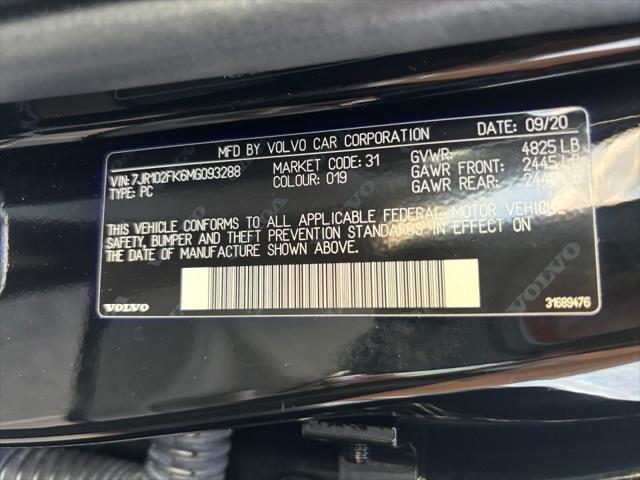 MFD BY VOLVO CAR CORPORATION DATE: 09/20
VIN: 7JR102FK6MG093288 MARKET CODE: 31 GVWR: 4825 LB
TYPE: PC COLOUR: 019 GAWR FRONT: 2445 LB
GAWR REAR: LB
THIS VEHICLE CONFORMS TO ALL APPLICABLE FEDERAL MOTOR VEHICLE
SAFETY, BUMPER AND THEFT PREVENTION STANDARDS IN EFFECT ON
THE DATE OF MANUFACTURE SHOWN ABOVE.
VOLVO 31689476